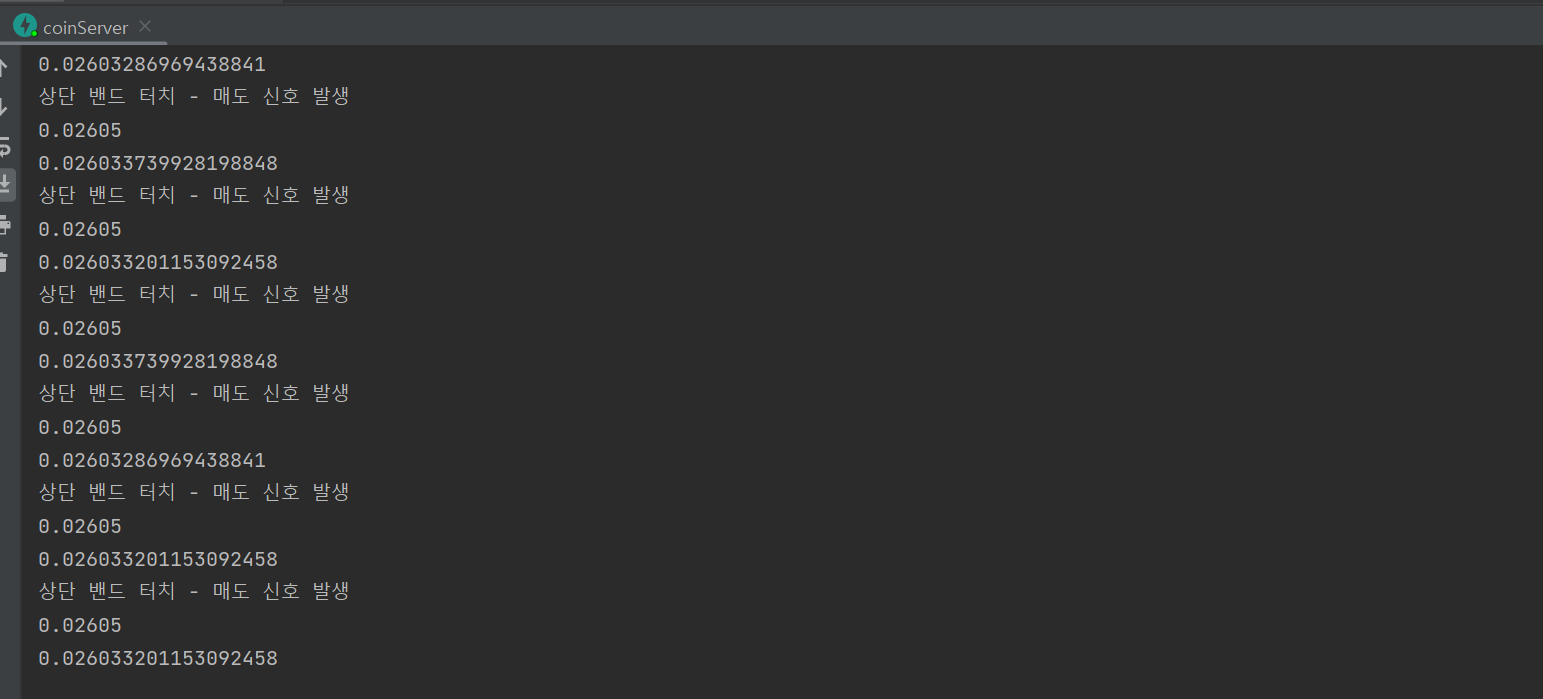 coinServer
0.02603286969438841
상단 밴드 터치 - 매도 신호 발생
0.02605
0.026033739928198848
상단 밴드 터치 - 매도 신호 발생
0.02605
0.026033201153092458
상단 밴드 터치 - 매도 신호 발생
0.02605
0.026033739928198848
상단 밴드 터치 - 매도 신호 발생
0.02605
0.02603286969438841
상단 밴드 터치 - 매도 신호 발생
0.02605
0.026033201153092458
상단 밴드 터치 - 매도 신호 발생
0.02605
0.026033201153092458